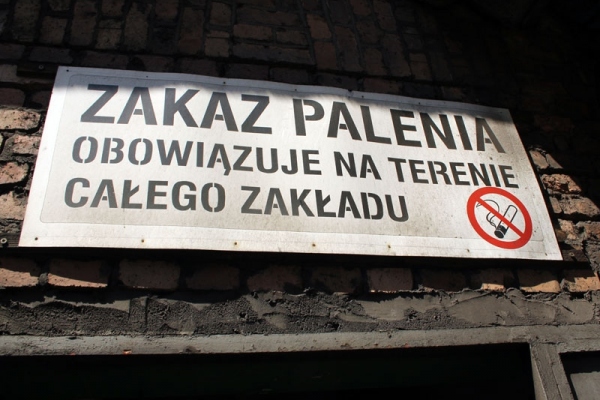 ZAKAZ PALENIA
OBOWIĄZUJE NA TERENIE
CAŁEGO ZAKŁADU